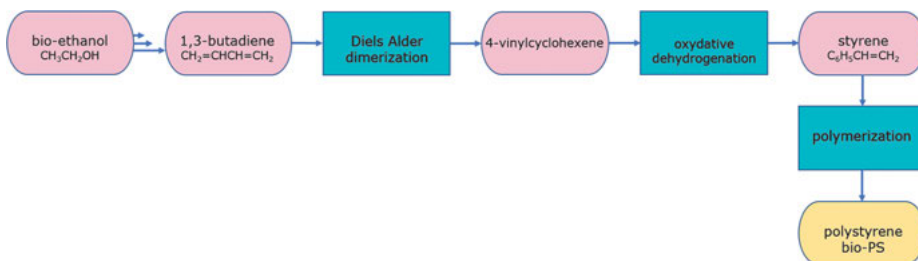 bio-ethanol
CH₃CH₂OH
1,3-butadiene
CH₂=CHCH=CH₂
Diels Alder
dimerization
4-vinylcyclohexene
oxydative
dehydrogenation
styrene
C₆H₅CH=CH₂
polymerization
polystyrene
bio-PS